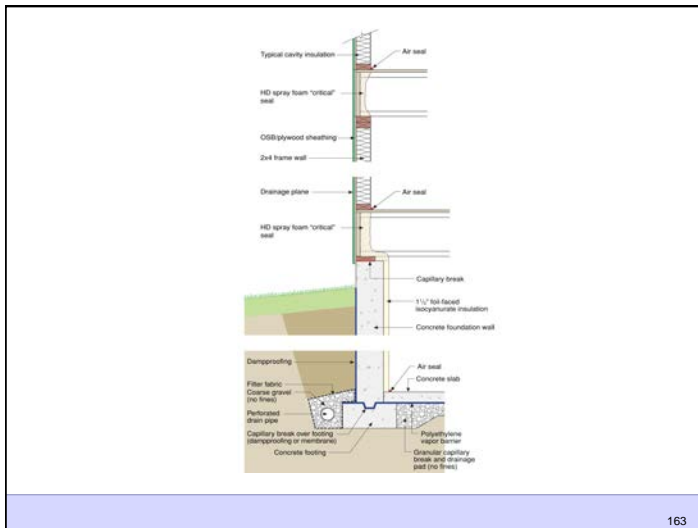 Typical cavity insulation
Air seal
HD spray foam "critical"
seal
OSB/plywood sheathing
2x4 frame wall
Drainage plane
Air seal
HD spray foam "critical"
seal
Capillary break
1½" foil-faced
isocyanurate insulation
Concrete foundation wall
Dampproofing
Air seal
Concrete slab
Filter fabric
Coarse gravel
(no fines)
Perforated
drain pipe
Capillary break over footing
(dampproofing or membrane)
Concrete footing
Polyethylene
vapor barrier
Granular capillary
break and drainage
pad (no fines)
163